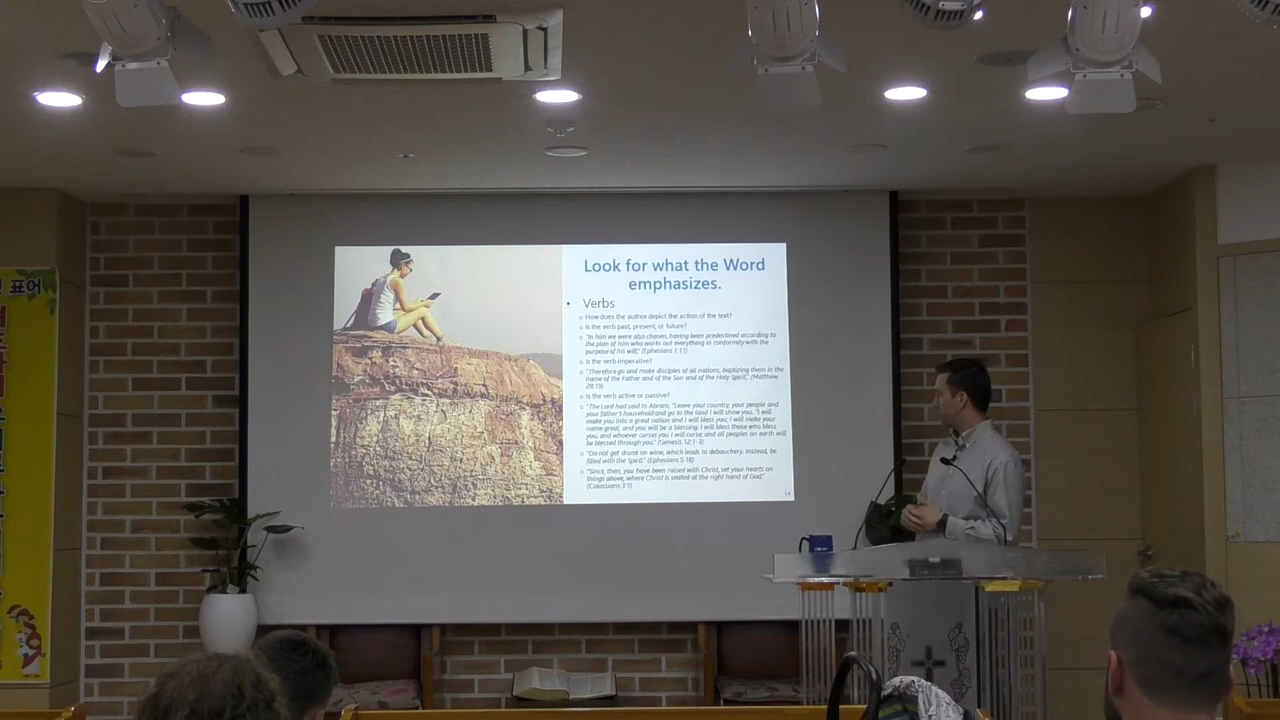 Look for what the Word
emphasizes.
• Verbs
o How does the author depict the action of the text?
o Is the verb past, present, or future?
o "In him we were also chosen, having been predestined according to
the plan of him who works out everything in conformity with the
purpose of his will," (Ephesians 1:11)
o Is the verb imperative?
o "Therefore go and make disciples of all nations, baptizing them in the
name of the Father and of the Son and of the Holy Spirit," (Matthew
28:19)
o Is the verb active or passive?
o "The Lord had said to Abram, "Leave your country, your people and
your father's household and go to the land I will show you. "I will
make you into a great nation and I will bless you; I will make your
name great, and you will be a blessing. I will bless those who bless
you, and whoever curses you I will curse; and all peoples on earth will
be blessed through you." (Genesis 12:1-3)
o "Do not get drunk on wine, which leads to debauchery. Instead, be
filled with the Spirit." (Ephesians 5:18)
o "Since, then, you have been raised with Christ, set your hearts on
things above, where Christ is seated at the right hand of God."
(Colossians 3:1)
14
표어